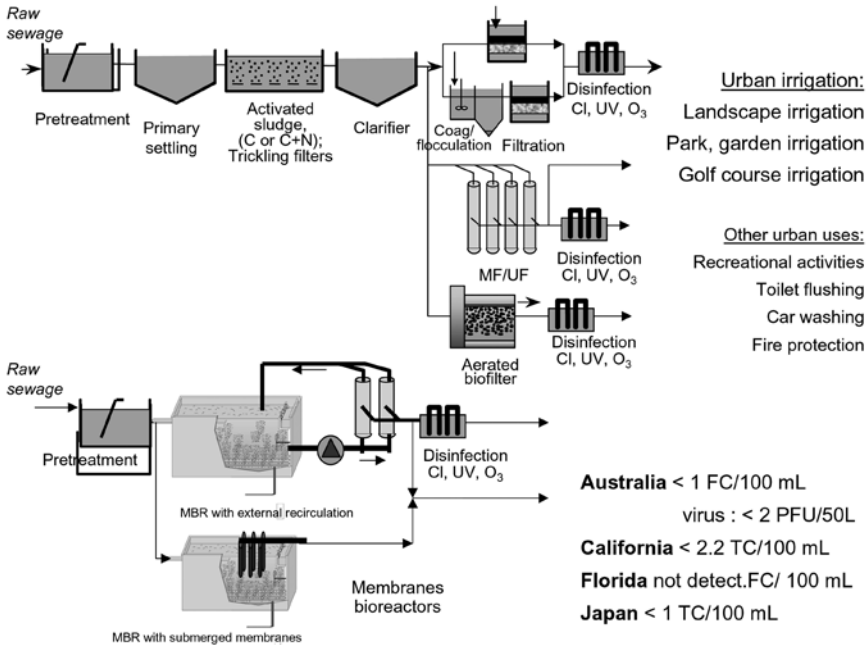 Raw
sewage
Pretreatment
Primary
settling
Activated
sludge,
(C or C+N);
Trickling filters
Clarifier
Coag/
flocculation
Filtration
Disinfection
Cl, UV, O₃
MF/UF
Disinfection
Cl, UV, O₃
Aerated
biofilter
Disinfection
Cl, UV, O₃
Urban irrigation:
Landscape irrigation
Park, garden irrigation
Golf course irrigation
Other urban uses:
Recreational activities
Toilet flushing
Car washing
Fire protection
Raw
sewage
Pretreatment
MBR with external recirculation
Disinfection
Cl, UV, O₃
MBR with submerged membranes
Membranes
bioreactors
Australia < 1 FC/100 mL
virus : < 2 PFU/50L
California < 2.2 TC/100 mL
Florida not detect.FC/ 100 mL
Japan < 1 TC/100 mL